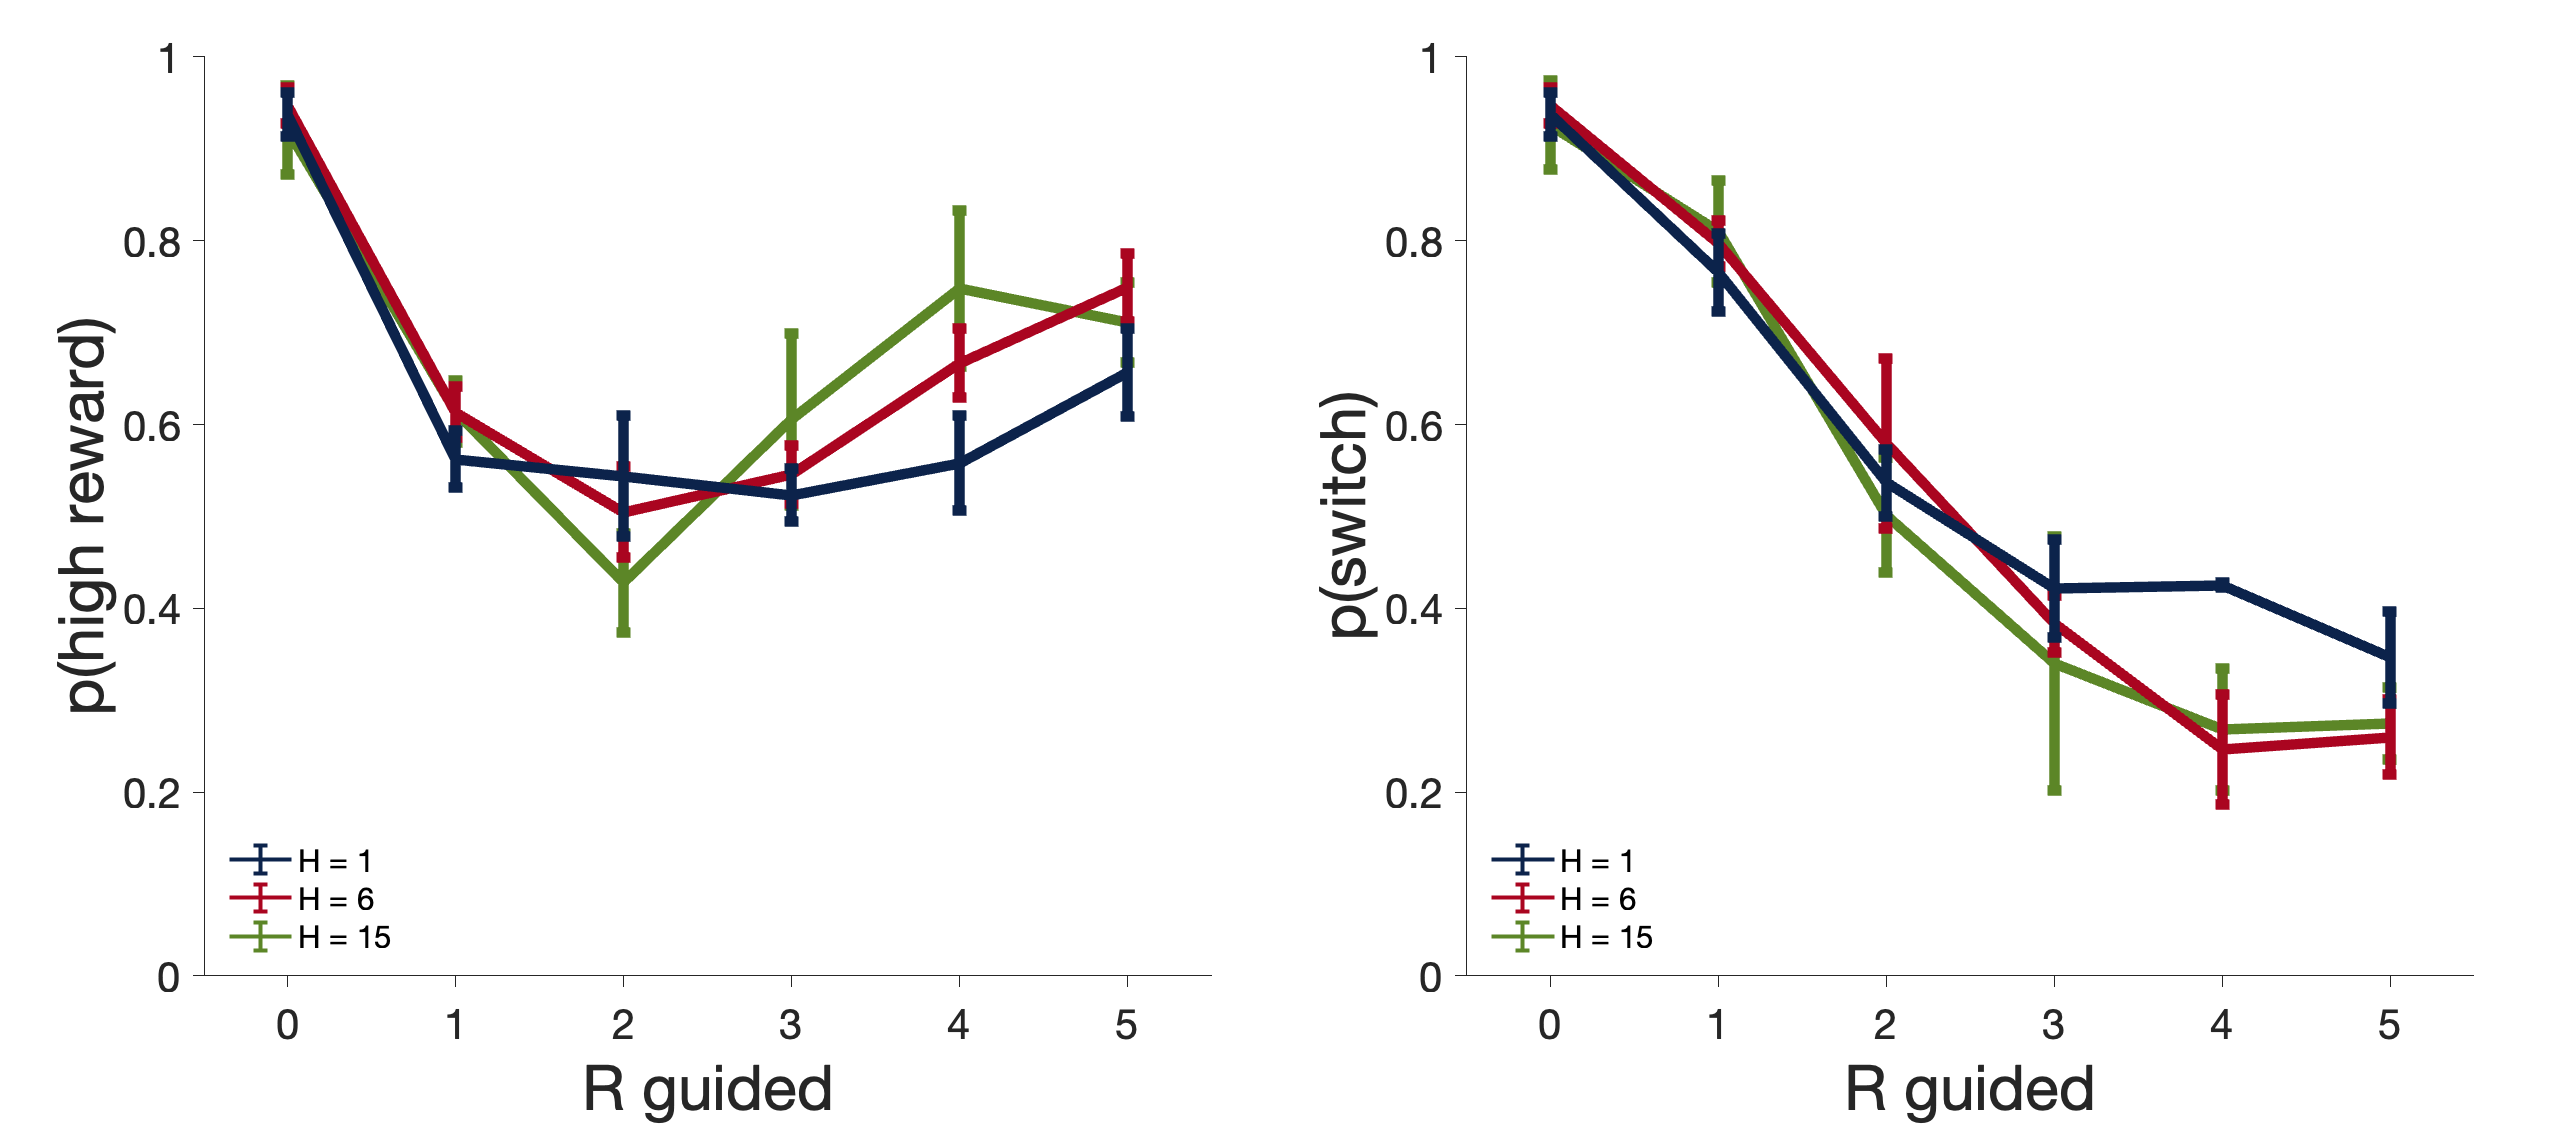 p(high reward)
1
0.8
0.6
0.4
0.2
0
H = 1
H = 6
H = 15
0 1 2 3 4 5
R guided
p(switch)
1
0.8
0.6
0.4
0.2
0
H = 1
H = 6
H = 15
0 1 2 3 4 5
R guided